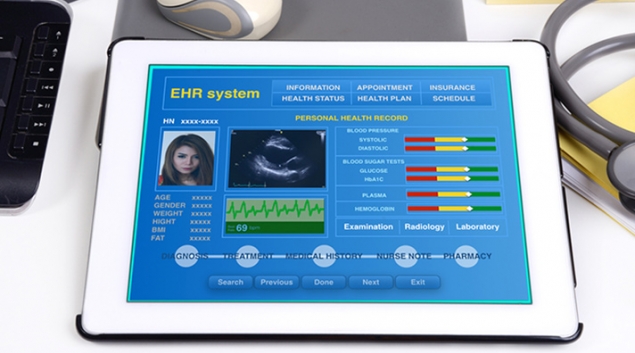 EHR system
INFORMATION APPOINTMENT INSURANCE
HEALTH STATUS HEALTH PLAN SCHEDULE
HN xxxx-xxxx
PERSONAL HEALTH RECORD
AGE xxxxx
GENDER xxxxx
WEIGHT xxxxx
HIGHT xxxxx
BMI xxxxx
FAT xxxxx
69
BLOOD PRESSURE
SYSTOLIC
DIASTOLIC
BLOOD SUGAR TESTS
GLUCOSE
HbA1C
PLASMA
HEMOGLOBIN
Examination Radiology Laboratory
DIAGNOSIS TREATMENT MEDICAL HISTORY NURSE NOTE PHARMACY
Search Previous Done Next Exit